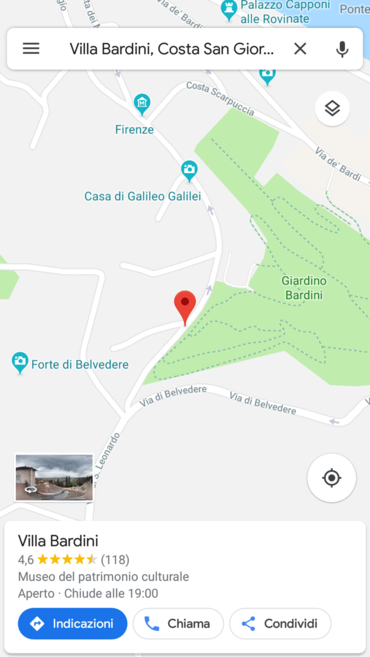 Palazzo Capponi
alle Rovinate
Ponte
Villa Bardini, Costa San Gior...
Costa Scarpuccia
Firenze
Via de' Bardi
Casa di Galileo Galilei
Giardino
Bardini
Forte di Belvedere
Via di Belvedere
Via di Belvedere
S. Leonardo
Villa Bardini
4,6 (118)
Museo del patrimonio culturale
Aperto · Chiude alle 19:00
Indicazioni
Chiama
Condividi